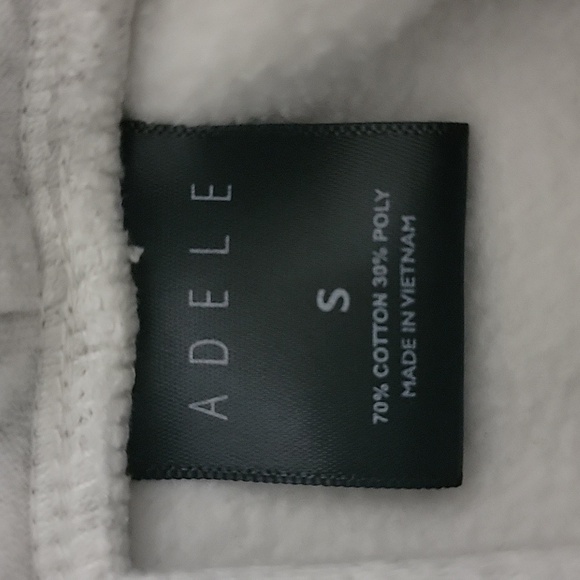 ADELE
S
70% COTTON 30% POLY
MADE IN VIETNAM